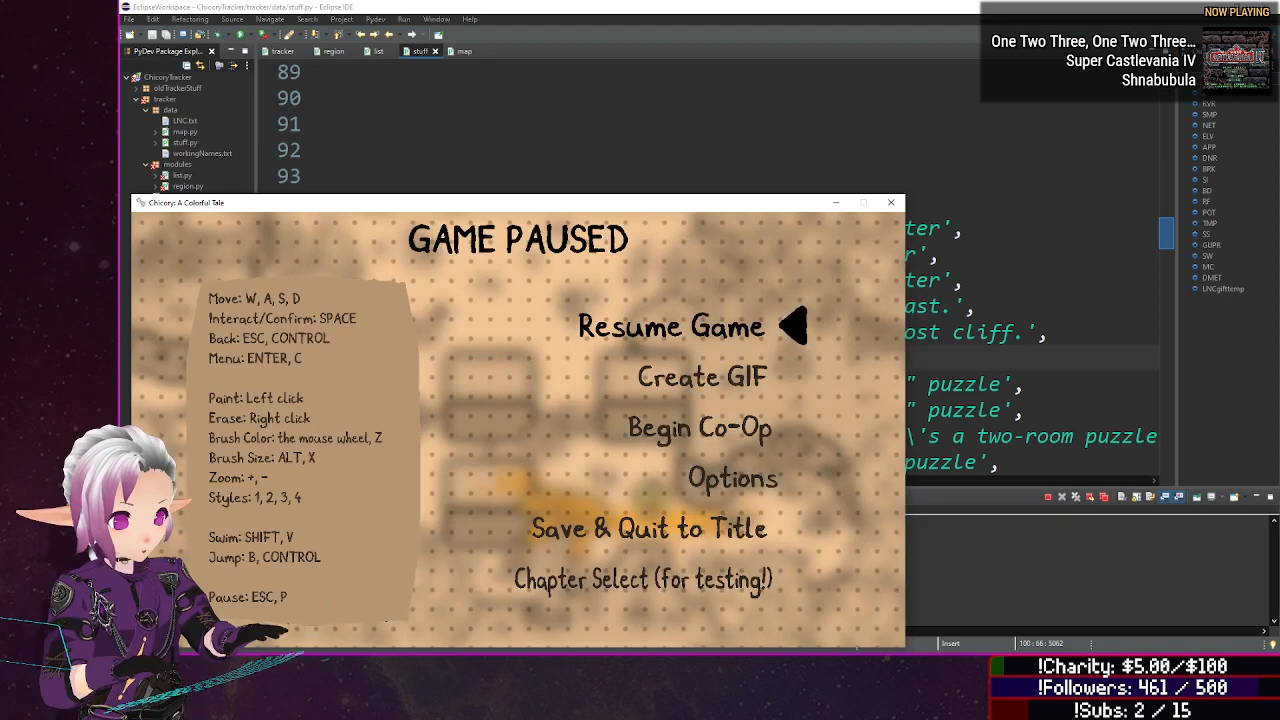 EclipseWorkspace - ChicoryTracker/tracker/data/stuff.py - Eclipse IDE
File Edit Refactoring Source Navigate Search Project Pydev Run Window Help
PyDev Package Expl...
tracker region list stuff map
ChicoryTracker
oldTrackerStuff
tracker
data
LNC.txt
map.py
stuff.py
workingNames.txt
modules
list.py
region.py
89
90
91
92
93
NOW PLAYING
One Two Three, One Two Three...
Super Castlevania IV
Shnabubula
RVR
SMP
NET
ELV
APP
DNR
BRK
SI
BD
RF
POT
TMP
SS
GUPR
SW
MC
DMET
LNCgifttemp
Chicory: A Colorful Tale
GAME PAUSED
Move: W, A, S, D
Interact/Confirm: SPACE
Back: ESC, CONTROL
Menu: ENTER, C
Paint: Left click
Erase: Right click
Brush Color: the mouse wheel, Z
Brush Size: ALT, X
Zoom: +, -
Styles: 1, 2, 3, 4
Swim: SHIFT, V
Jump: B, CONTROL
Pause: ESC, P
Resume Game
Create GIF
Begin Co-Op
Options
Save & Quit to Title
Chapter Select (for testing!)
ter',
r',
ter',
ast.',
ost cliff.',
" puzzle',
" puzzle',
\'s a two-room puzzle
puzzle',
Insert
100 : 66 : 5062
!Charity: $5.00/$100
!Followers: 461 / 500
!Subs: 2 / 15